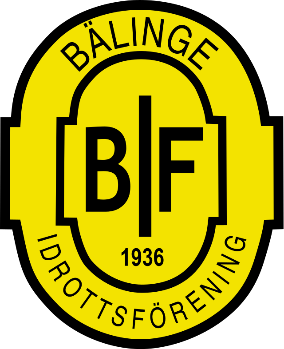 BÄLINGE
BIF
1936
IDROTTSFÖRENING